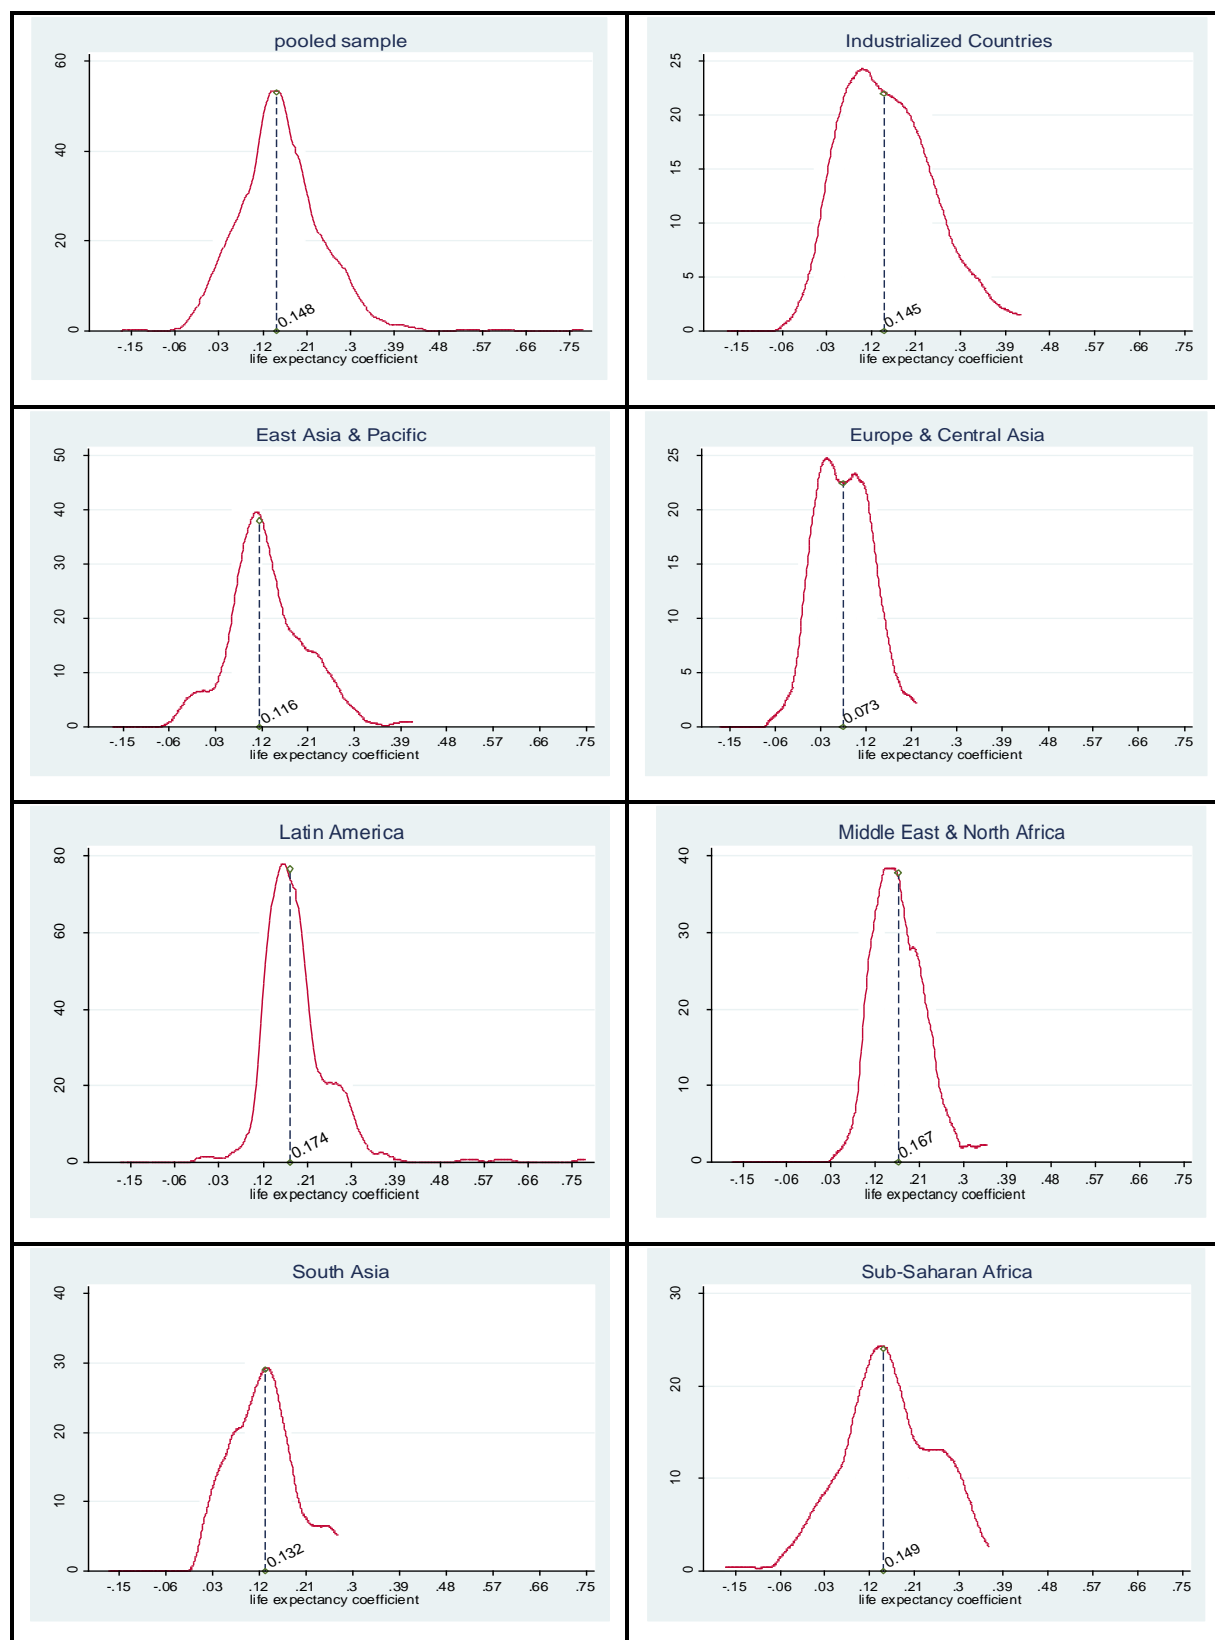 pooled sample
60
40
20
0
0.148
-.15 -.06 .03 .12 .21 .3 .39 .48 .57 .66 .75
life expectancy coefficient
Industrialized Countries
25
20
15
10
5
0
0.145
-.15 -.06 .03 .12 .21 .3 .39 .48 .57 .66 .75
life expectancy coefficient
East Asia & Pacific
50
40
30
20
10
0
0.116
-.15 -.06 .03 .12 .21 .3 .39 .48 .57 .66 .75
life expectancy coefficient
Europe & Central Asia
25
20
15
10
5
0
0.073
-.15 -.06 .03 .12 .21 .3 .39 .48 .57 .66 .75
life expectancy coefficient
Latin America
80
60
40
20
0
0.174
-.15 -.06 .03 .12 .21 .3 .39 .48 .57 .66 .75
life expectancy coefficient
Middle East & North Africa
40
30
20
10
0
0.167
-.15 -.06 .03 .12 .21 .3 .39 .48 .57 .66 .75
life expectancy coefficient
South Asia
40
30
20
10
0
0.132
-.15 -.06 .03 .12 .21 .3 .39 .48 .57 .66 .75
life expectancy coefficient
Sub-Saharan Africa
30
20
10
0
0.149
-.15 -.06 .03 .12 .21 .3 .39 .48 .57 .66 .75
life expectancy coefficient